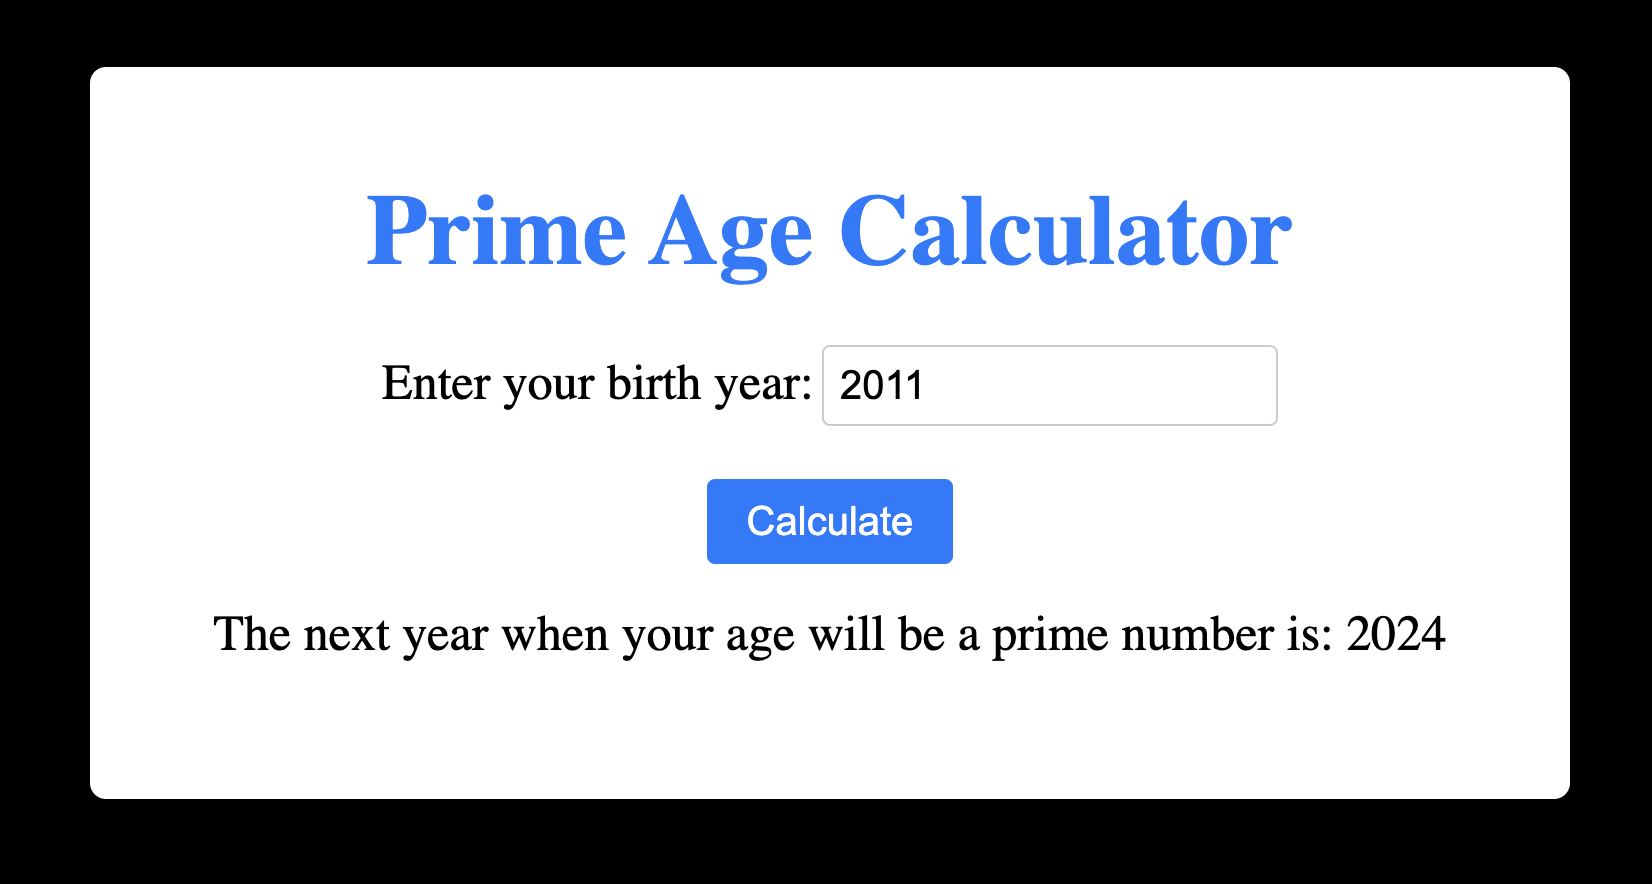 Prime Age Calculator
Enter your birth year: 2011
Calculate
The next year when your age will be a prime number is: 2024